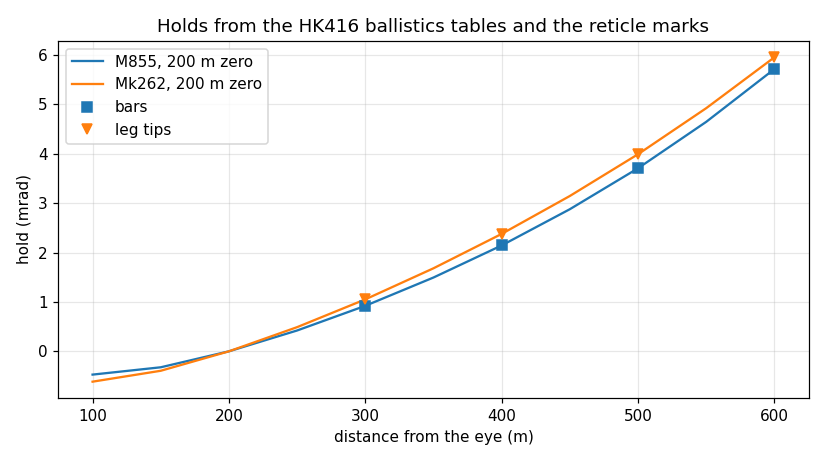 Holds from the HK416 ballistics tables and the reticle marks
M855, 200 m zero
Mk262, 200 m zero
bars
leg tips
hold (mrad)
6
5
4
3
2
1
0
100 200 300 400 500 600
distance from the eye (m)